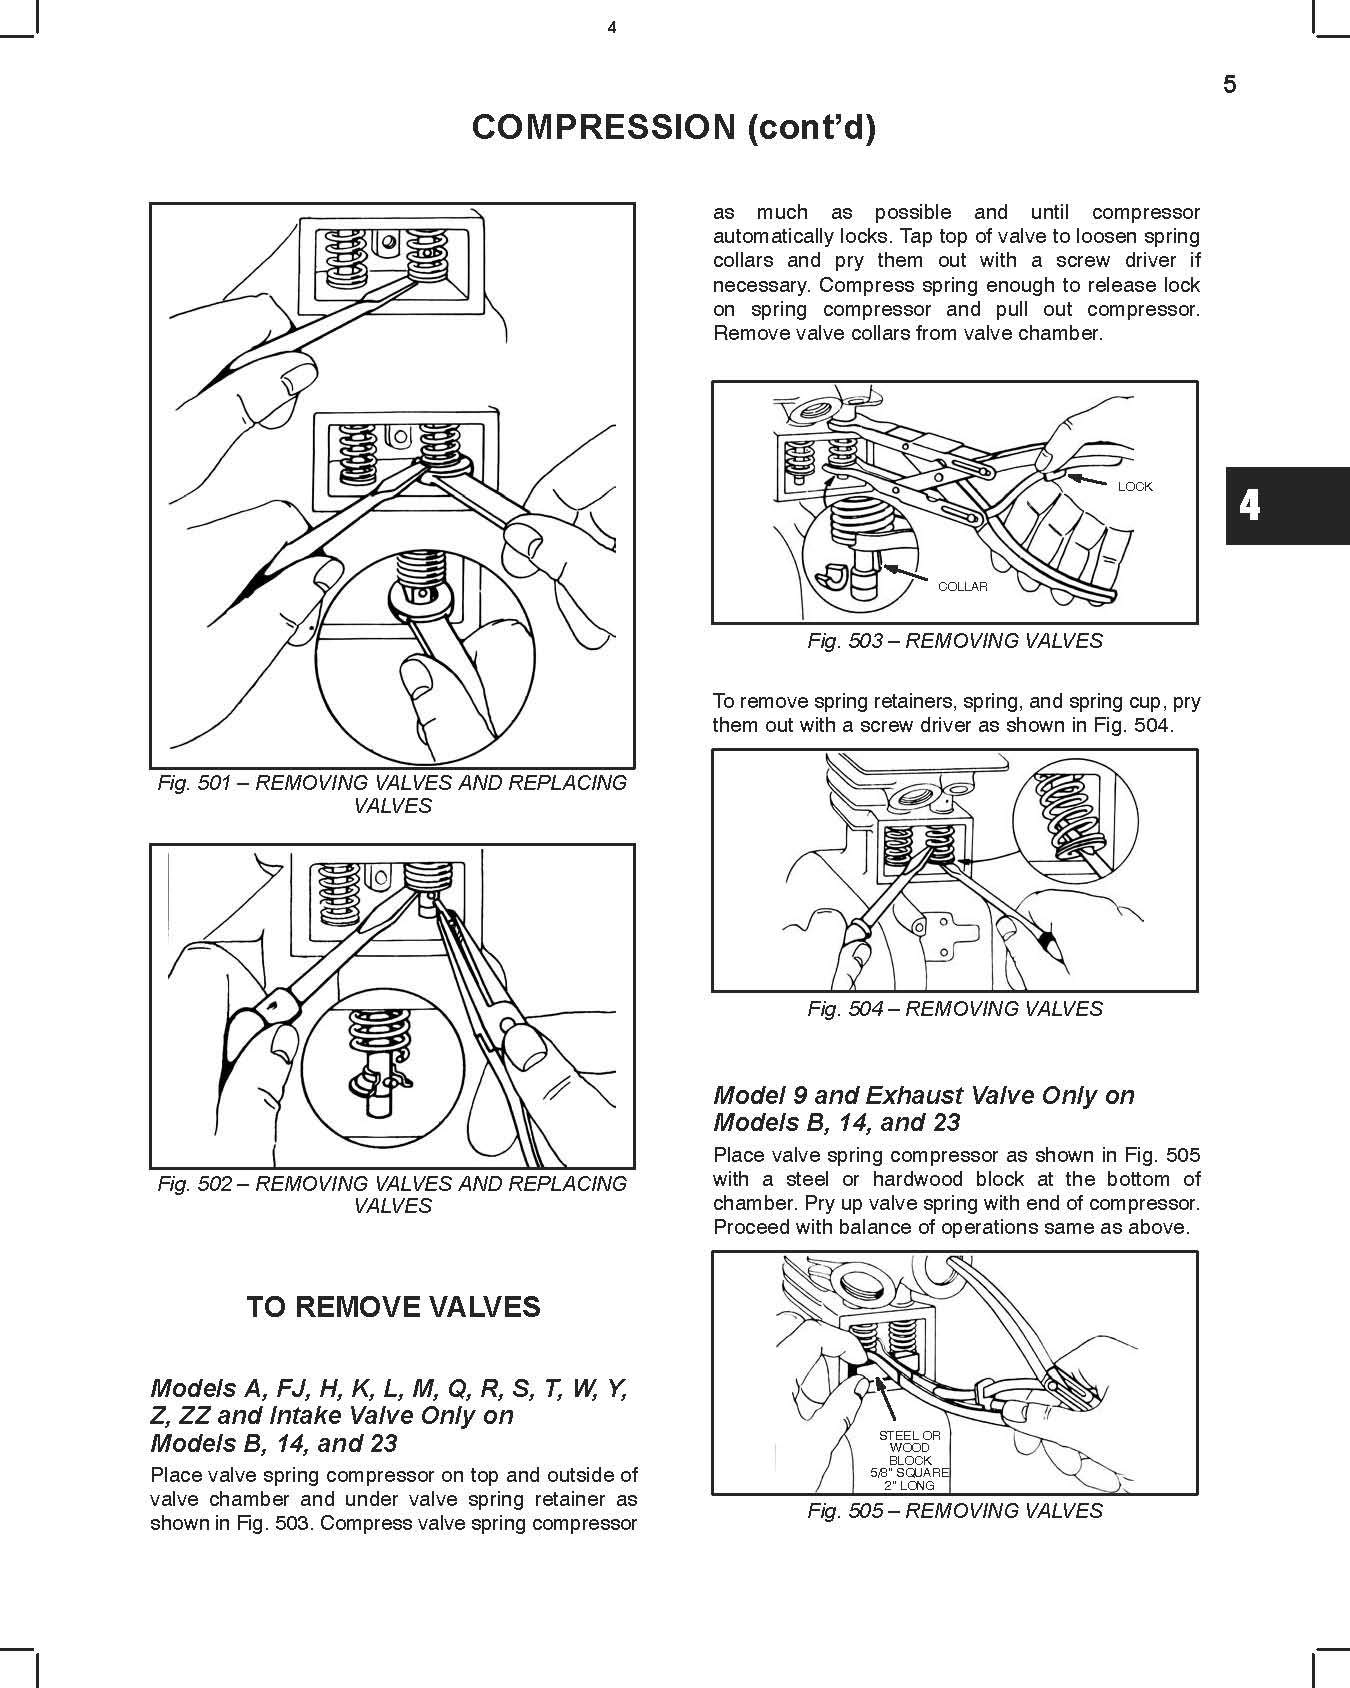 4
5
COMPRESSION (cont’d)
Fig. 501 – REMOVING VALVES AND REPLACING
VALVES
Fig. 502 – REMOVING VALVES AND REPLACING
VALVES
TO REMOVE VALVES
Models A, FJ, H, K, L, M, Q, R, S, T, W, Y,
Z, ZZ and Intake Valve Only on
Models B, 14, and 23
Place valve spring compressor on top and outside of
valve chamber and under valve spring retainer as
shown in Fig. 503. Compress valve spring compressor
as much as possible and until compressor
automatically locks. Tap top of valve to loosen spring
collars and pry them out with a screw driver if
necessary. Compress spring enough to release lock
on spring compressor and pull out compressor.
Remove valve collars from valve chamber.
LOCK
COLLAR
Fig. 503 – REMOVING VALVES
4
To remove spring retainers, spring, and spring cup, pry
them out with a screw driver as shown in Fig. 504.
Fig. 504 – REMOVING VALVES
Model 9 and Exhaust Valve Only on
Models B, 14, and 23
Place valve spring compressor as shown in Fig. 505
with a steel or hardwood block at the bottom of
chamber. Pry up valve spring with end of compressor.
Proceed with balance of operations same as above.
STEEL OR
WOOD
BLOCK
5/8" SQUARE
2" LONG
Fig. 505 – REMOVING VALVES